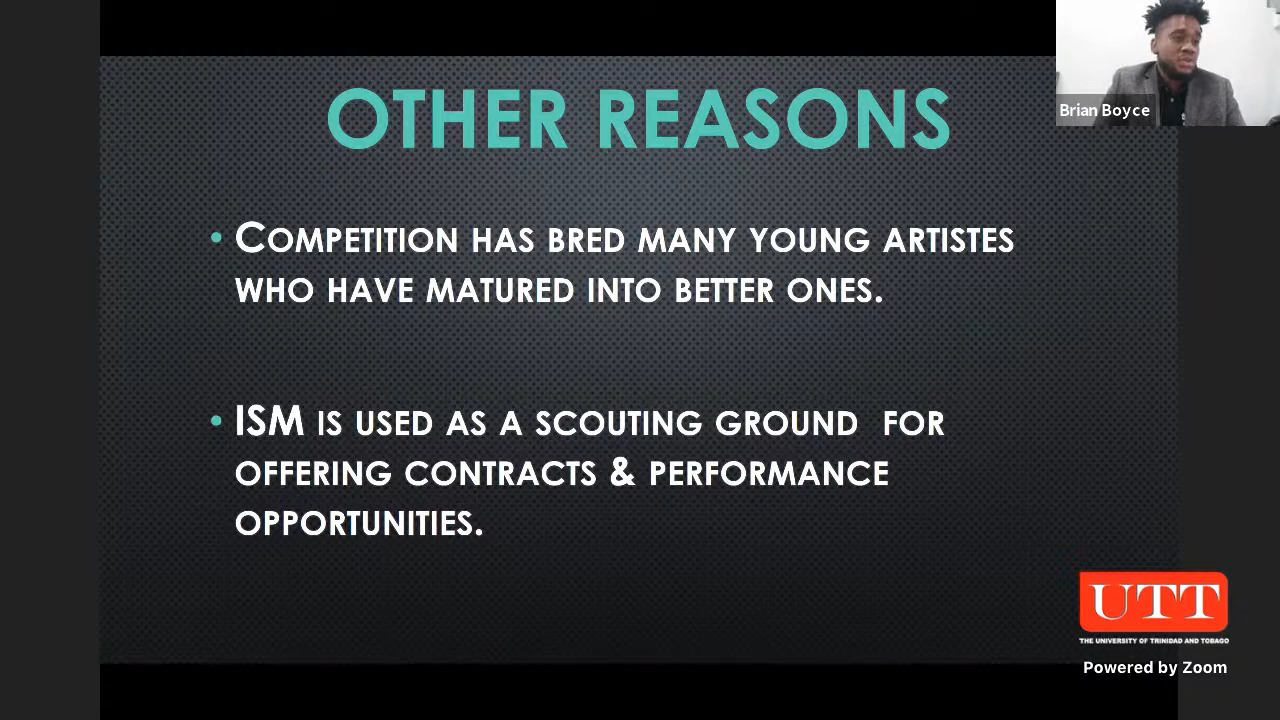 OTHER REASONS
Brian Boyce
• COMPETITION HAS BRED MANY YOUNG ARTISTES
WHO HAVE MATURED INTO BETTER ONES.
• ISM IS USED AS A SCOUTING GROUND FOR
OFFERING CONTRACTS & PERFORMANCE
OPPORTUNITIES.
UTT
THE UNIVERSITY OF TRINIDAD AND TOBAGO
Powered by Zoom